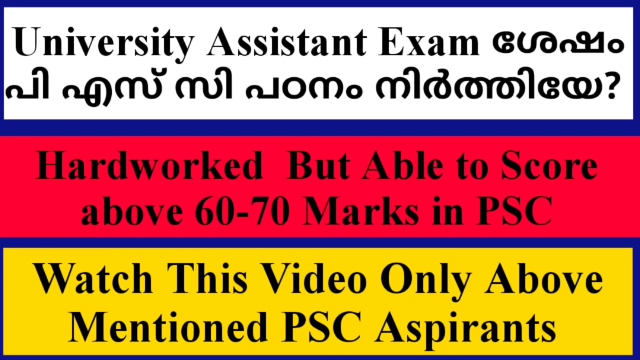 University Assistant Exam ശേഷം
പി എസ് സി പഠനം നിർത്തിയേ?
Hardworked But Able to Score
above 60-70 Marks in PSC
Watch This Video Only Above
Mentioned PSC Aspirants